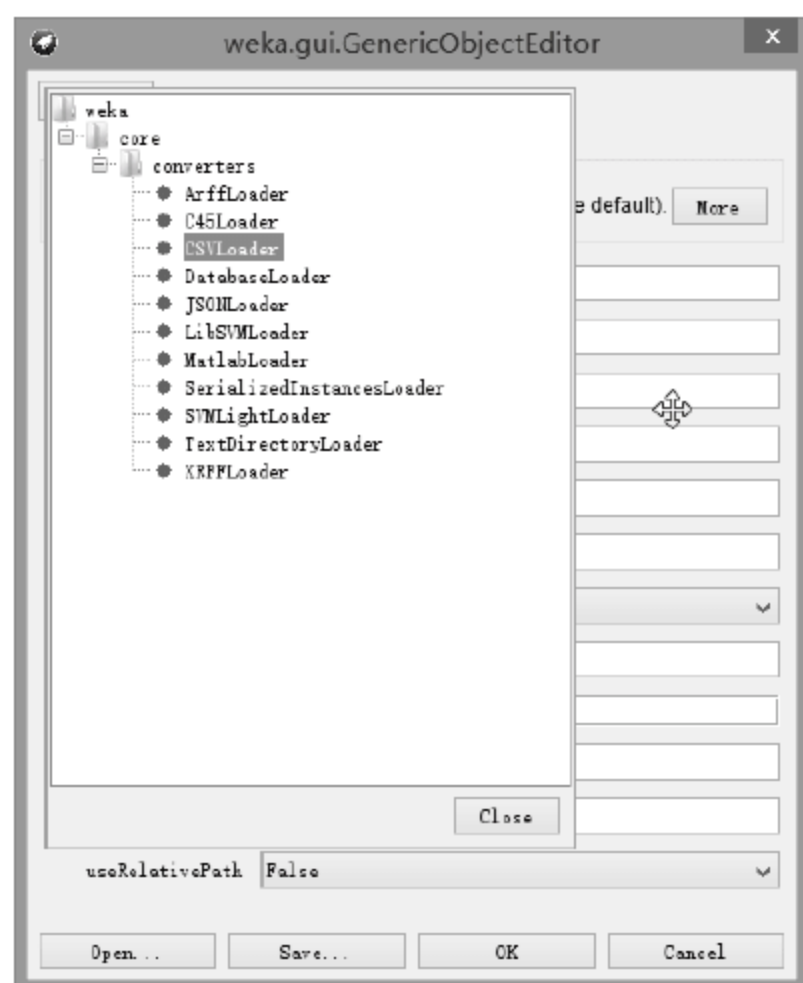 weka.gui.GenericObjectEditor
x
weka
core
converters
ArffLoader
C45Loader
CSVLoader
DatabaseLoader
JSONLoader
LibSVMLoader
MatlabLoader
SerializedInstancesLoader
SVMLightLoader
TextDirectoryLoader
XRFFLoader
e default).
More
Close
useRelativePath False
Open... Save... OK Cancel